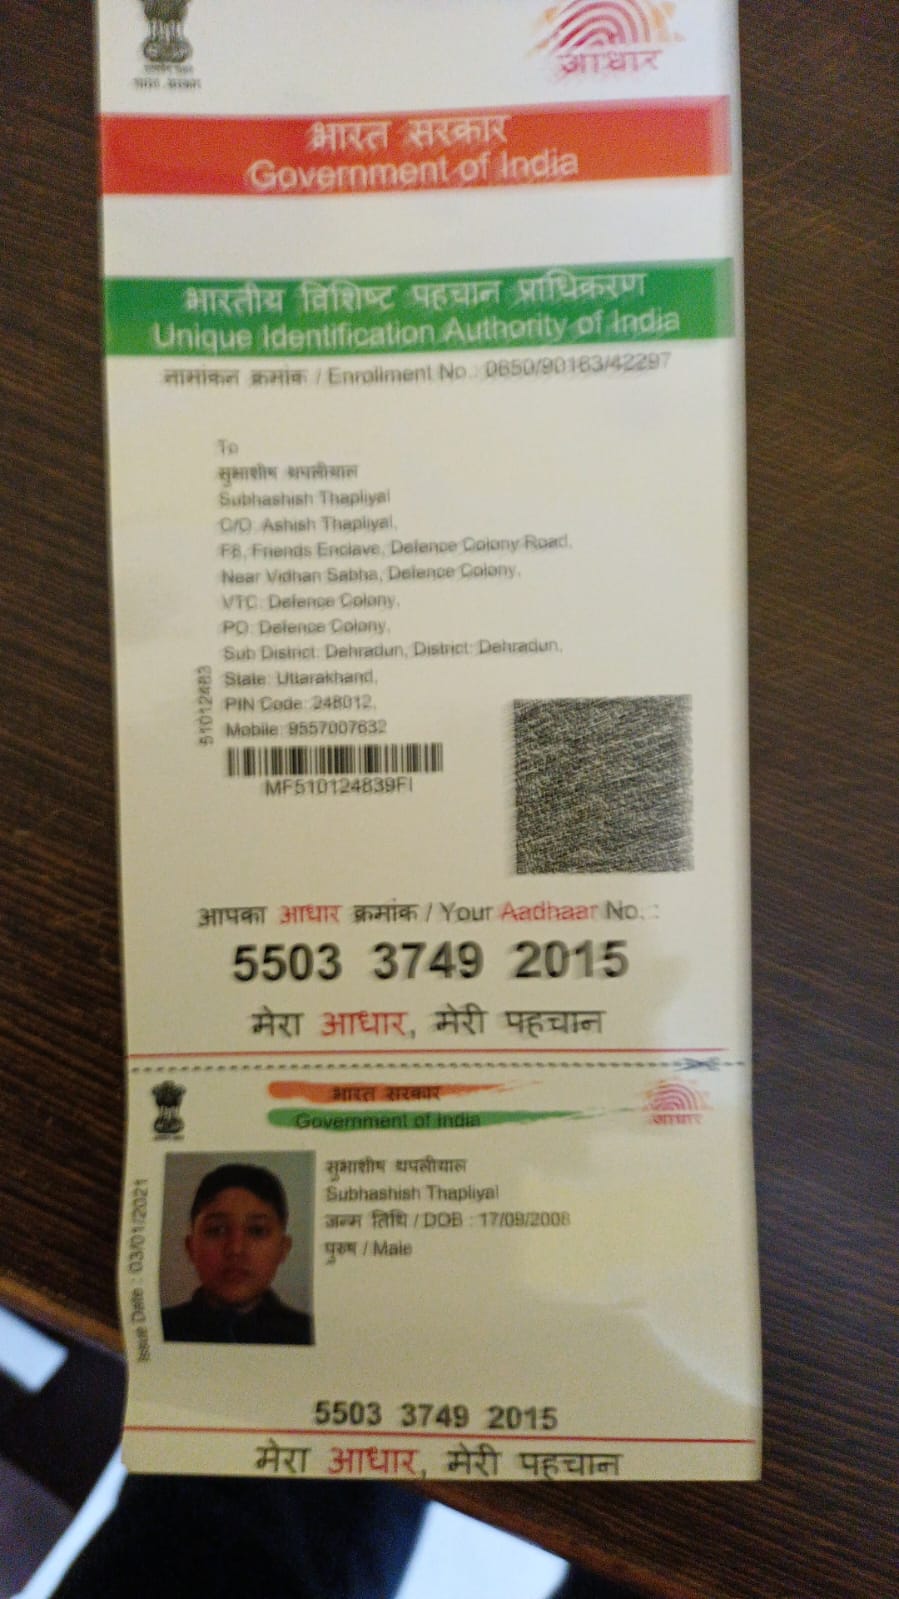 भारत सरकार
आधार
भारत सरकार
Government of India
भारतीय विशिष्ट पहचान प्राधिकरण
Unique Identification Authority of India
नामांकन क्रमांक / Enrollment No.: 0650/90163/42297
To
सुभाशीष थपलीयाल
Subhashish Thapliyal
C/O: Ashish Thapliyal,
F6, Friends Enclave, Defence Colony Road,
Near Vidhan Sabha, Defence Colony,
VTC: Defence Colony,
PO: Defence Colony,
Sub District: Dehradun, District: Dehradun,
State: Uttarakhand,
PIN Code: 248012,
Mobile: 9557007632
51012483
MF510124839FI
आपका आधार क्रमांक / Your Aadhaar No. :
5503 3749 2015
मेरा आधार, मेरी पहचान
भारत सरकार
Government of India
आधार
सुभाशीष थपलीयाल
Subhashish Thapliyal
जन्म तिथि / DOB : 17/09/2008
पुरुष / Male
Issue Date : 03/01/2021
5503 3749 2015
मेरा आधार, मेरी पहचान